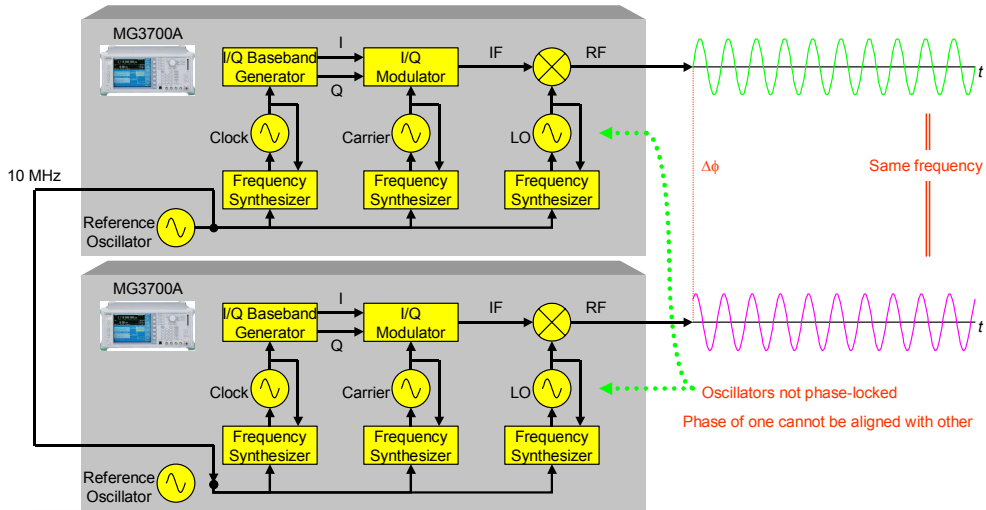 MG3700A
I/Q Baseband
Generator
I
Q
I/Q
Modulator
IF
RF
t
Clock
Carrier
LO
Δϕ
Same frequency
10 MHz
Frequency
Synthesizer
Frequency
Synthesizer
Frequency
Synthesizer
Reference
Oscillator
MG3700A
I/Q Baseband
Generator
I
Q
I/Q
Modulator
IF
RF
t
Clock
Carrier
LO
Oscillators not phase-locked
Phase of one cannot be aligned with other
Frequency
Synthesizer
Frequency
Synthesizer
Frequency
Synthesizer
Reference
Oscillator